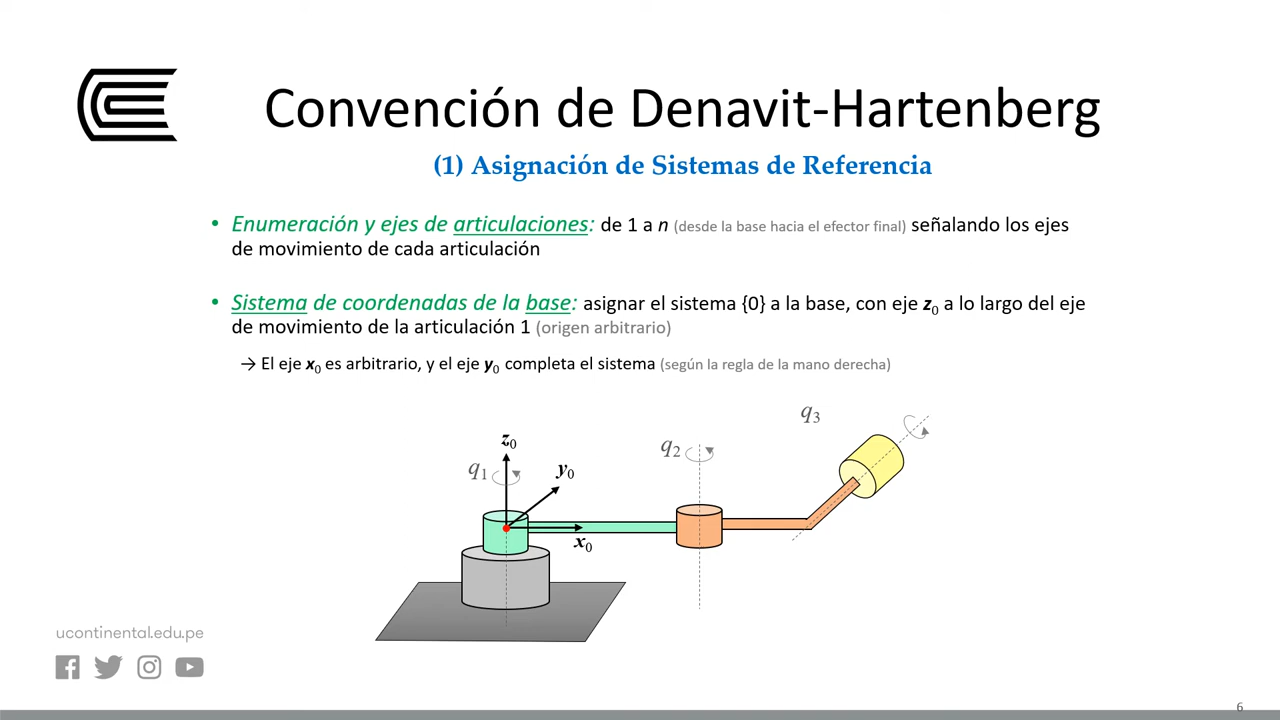 Convención de Denavit-Hartenberg
(1) Asignación de Sistemas de Referencia
• Enumeración y ejes de articulaciones: de 1 a n (desde la base hacia el efector final) señalando los ejes
de movimiento de cada articulación
• Sistema de coordenadas de la base: asignar el sistema {0} a la base, con eje z0 a lo largo del eje
de movimiento de la articulación 1 (origen arbitrario)
→ El eje x0 es arbitrario, y el eje y0 completa el sistema (según la regla de la mano derecha)
q3
z0
q2
q1
y0
x0
ucontinental.edu.pe
6